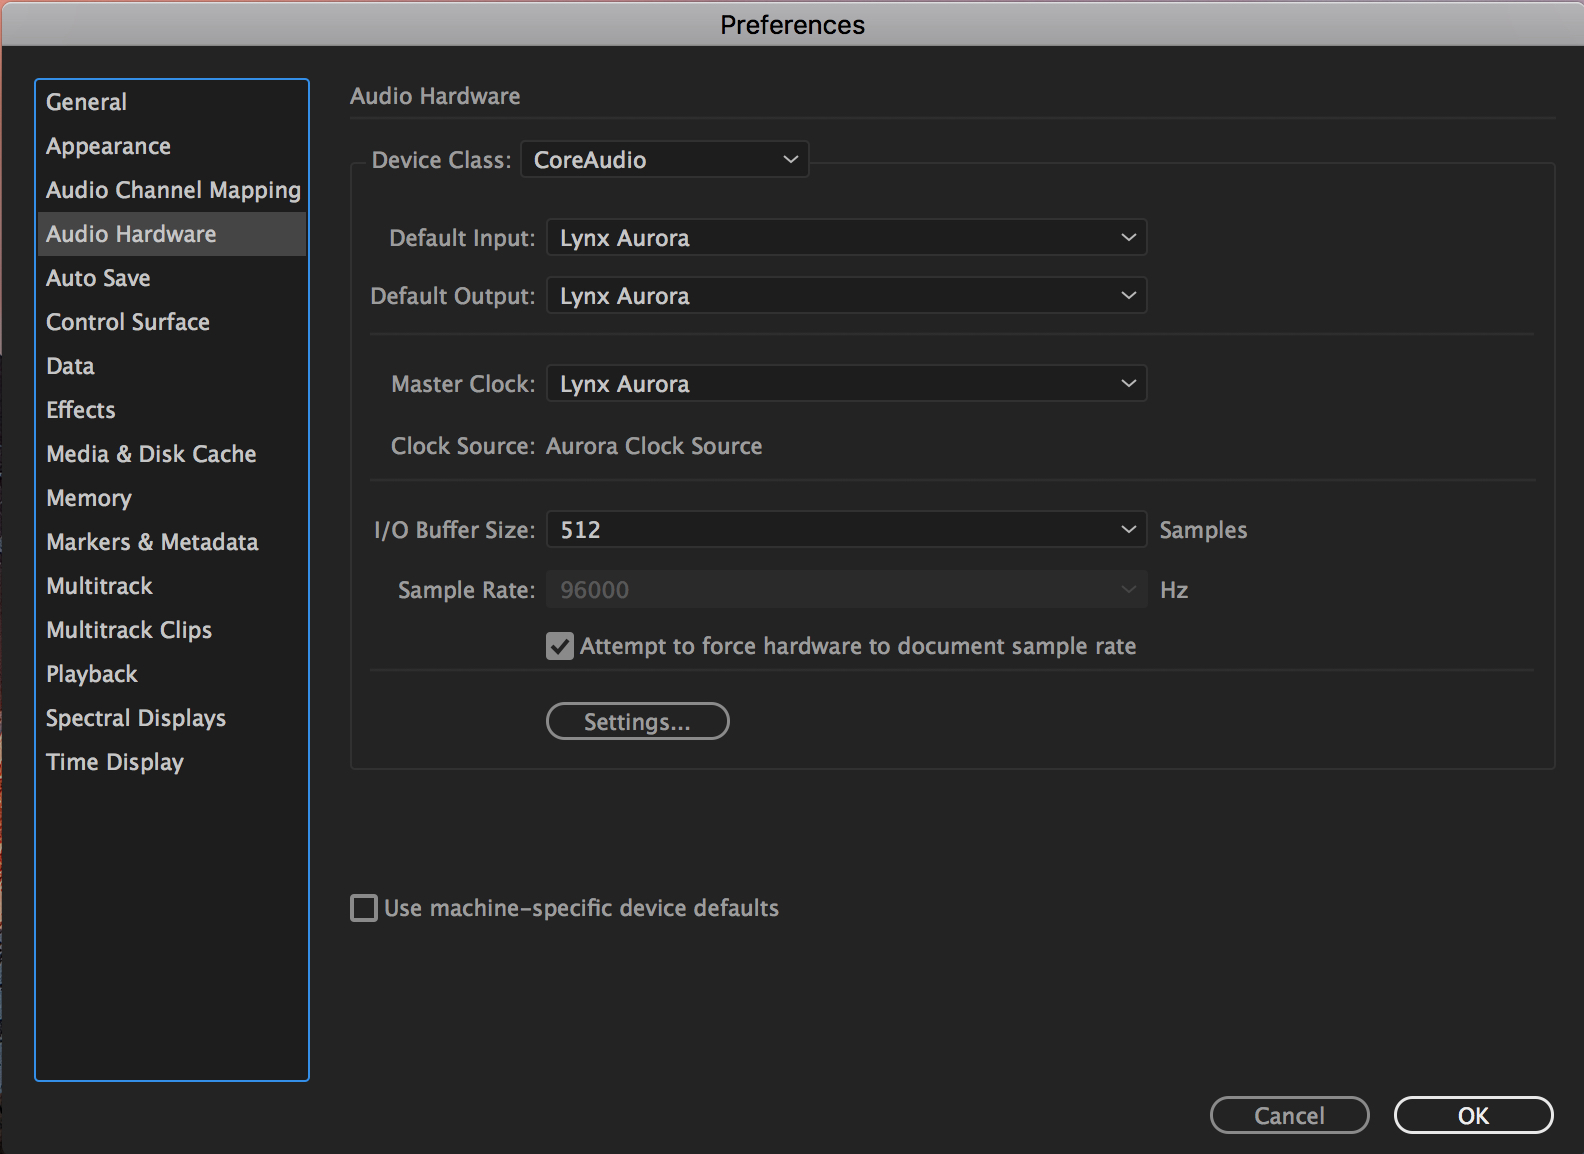 Preferences
General
Appearance
Audio Channel Mapping
Audio Hardware
Auto Save
Control Surface
Data
Effects
Media & Disk Cache
Memory
Markers & Metadata
Multitrack
Multitrack Clips
Playback
Spectral Displays
Time Display
Audio Hardware
Device Class: CoreAudio
Default Input: Lynx Aurora
Default Output: Lynx Aurora
Master Clock: Lynx Aurora
Clock Source: Aurora Clock Source
I/O Buffer Size: 512 Samples
Sample Rate: 96000 Hz
Attempt to force hardware to document sample rate
Settings...
Use machine-specific device defaults
Cancel OK